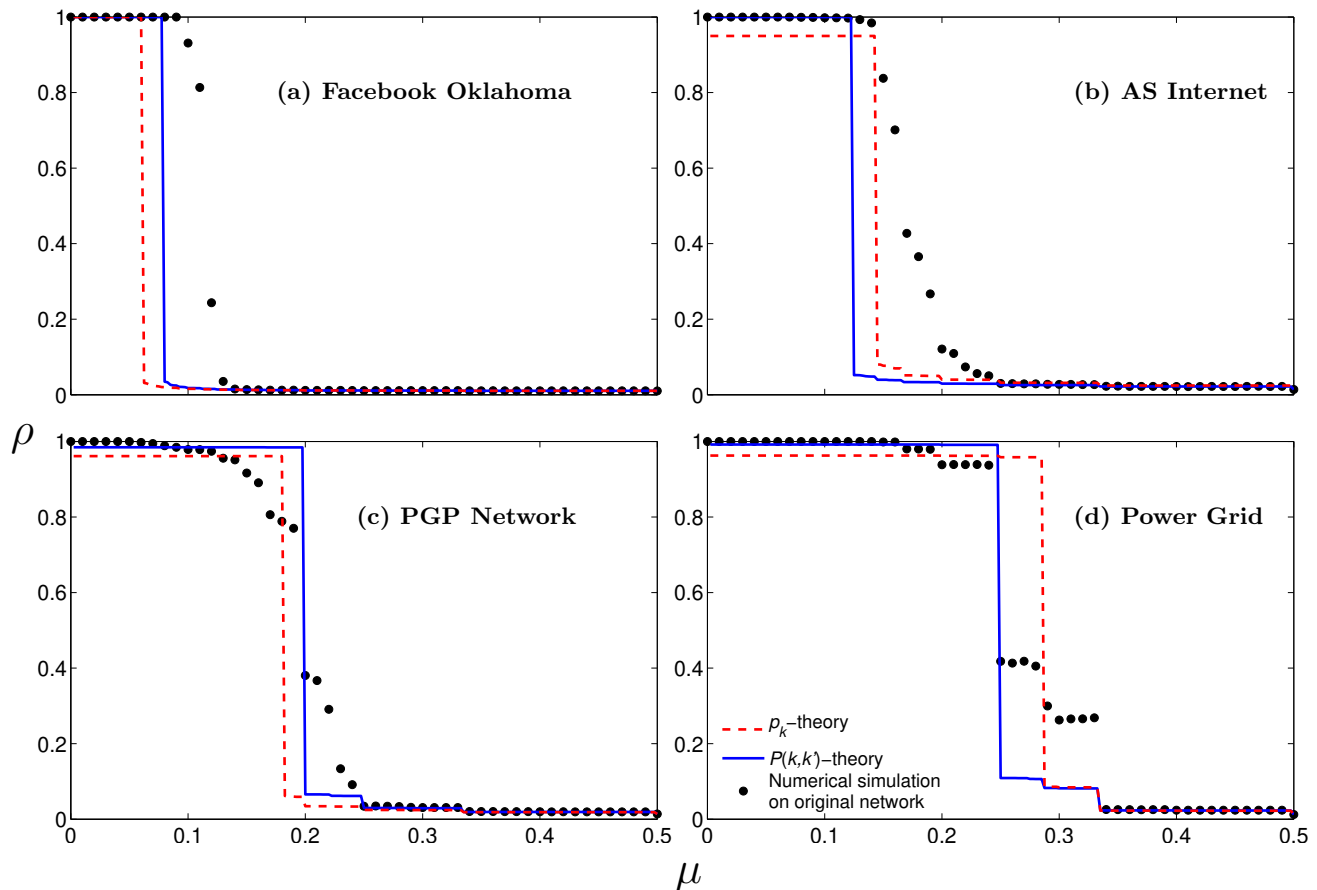 1
0.8
0.6
0.4
0.2
0
(a) Facebook Oklahoma
1
0.8
0.6
0.4
0.2
0
(b) AS Internet
ρ
1
0.8
0.6
0.4
0.2
0
0 0.1 0.2 0.3 0.4 0.5
(c) PGP Network
1
0.8
0.6
0.4
0.2
0
0 0.1 0.2 0.3 0.4 0.5
(d) Power Grid
p_k−theory
P(k,k')−theory
Numerical simulation
on original network
μ